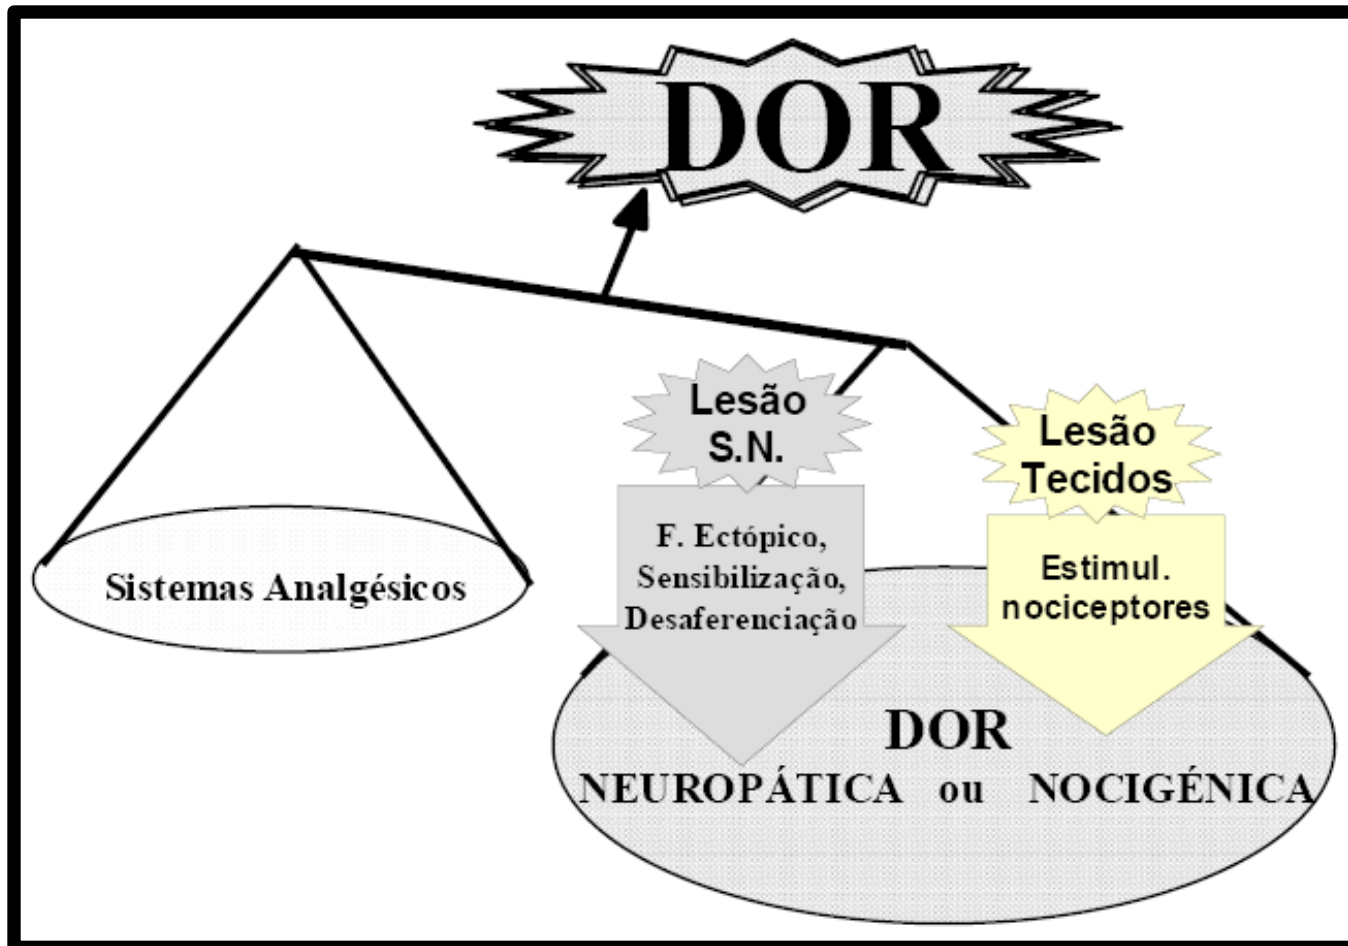 DOR
Lesão
S.N.
F. Ectópico,
Sensibilização,
Desaferenciação
Lesão
Tecidos
Estimul.
nociceptores
Sistemas Analgésicos
DOR
NEUROPÁTICA ou NOCIGÉNICA